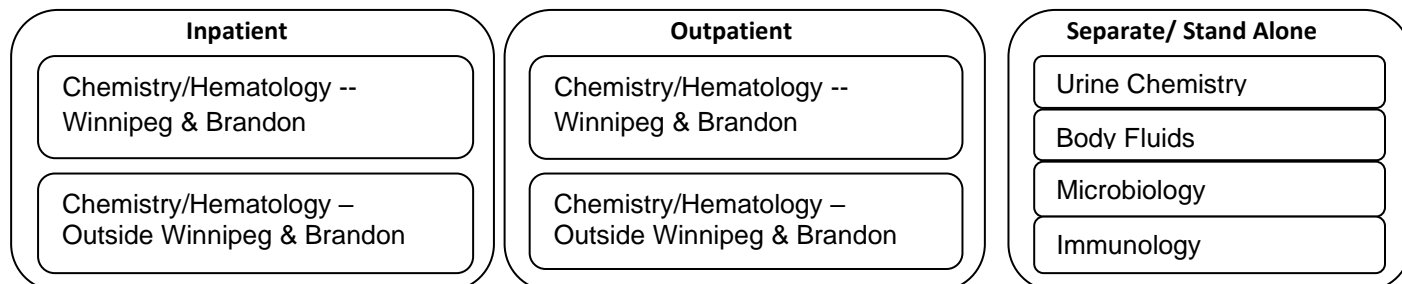 Inpatient
Chemistry/Hematology --
Winnipeg & Brandon
Chemistry/Hematology –
Outside Winnipeg & Brandon
Outpatient
Chemistry/Hematology --
Winnipeg & Brandon
Chemistry/Hematology –
Outside Winnipeg & Brandon
Separate/ Stand Alone
Urine Chemistry
Body Fluids
Microbiology
Immunology